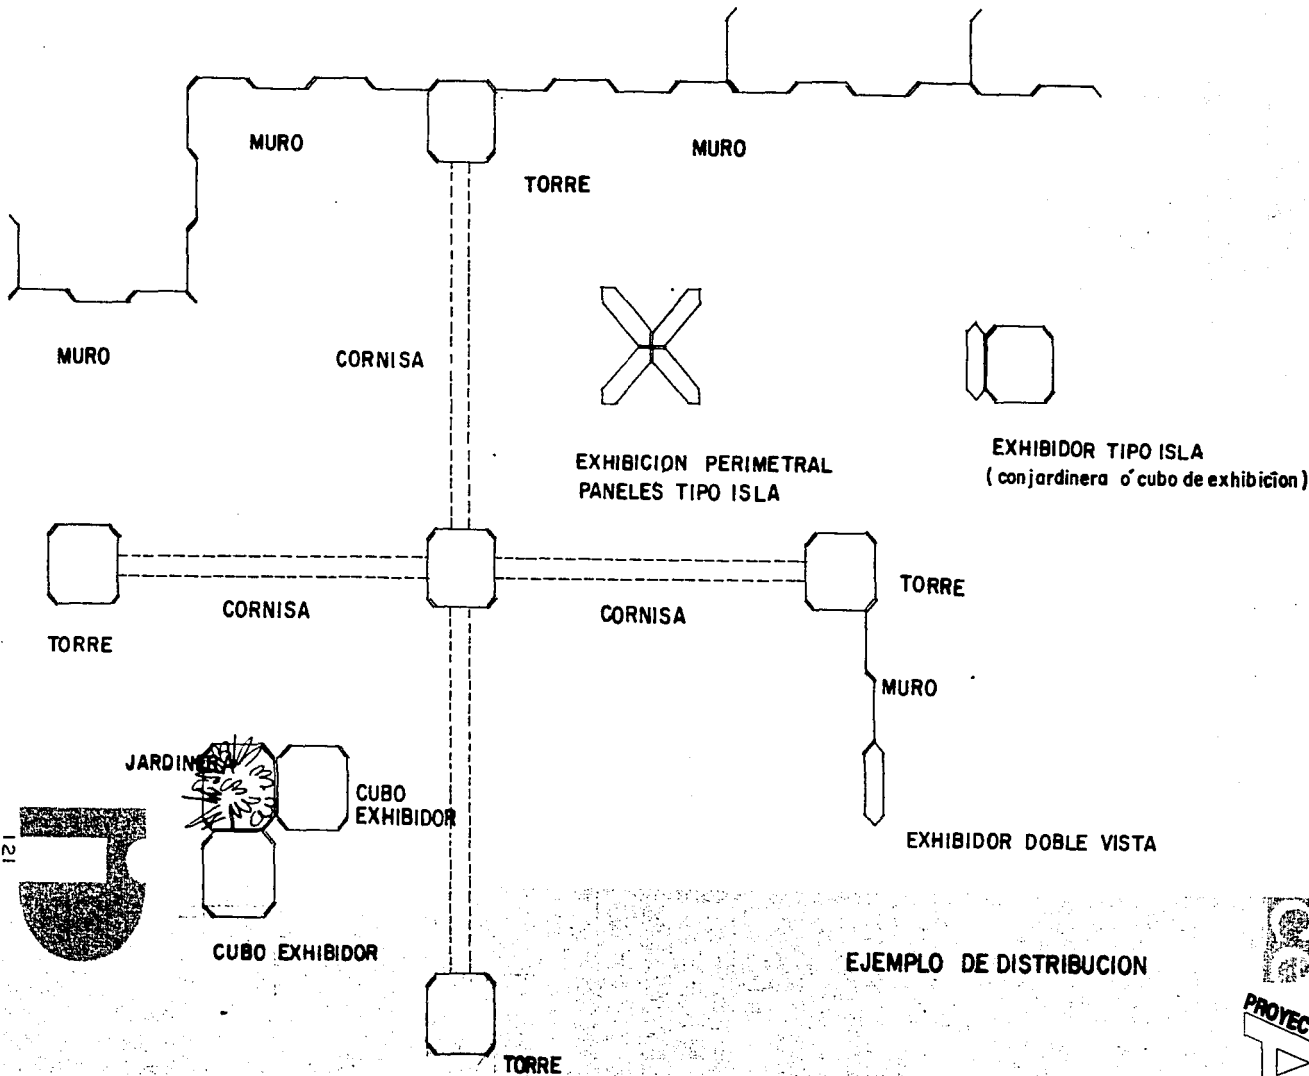 MURO
MURO
TORRE
MURO
CORNISA
EXHIBICION PERIMETRAL
PANELES TIPO ISLA
EXHIBIDOR TIPO ISLA
(con jardinera ó cubo de exhibicion)
TORRE
CORNISA
CORNISA
TORRE
MURO
JARDINERA
CUBO
EXHIBIDOR
EXHIBIDOR DOBLE VISTA
121
CUBO EXHIBIDOR
EJEMPLO DE DISTRIBUCION
PROYEC
A
TORRE